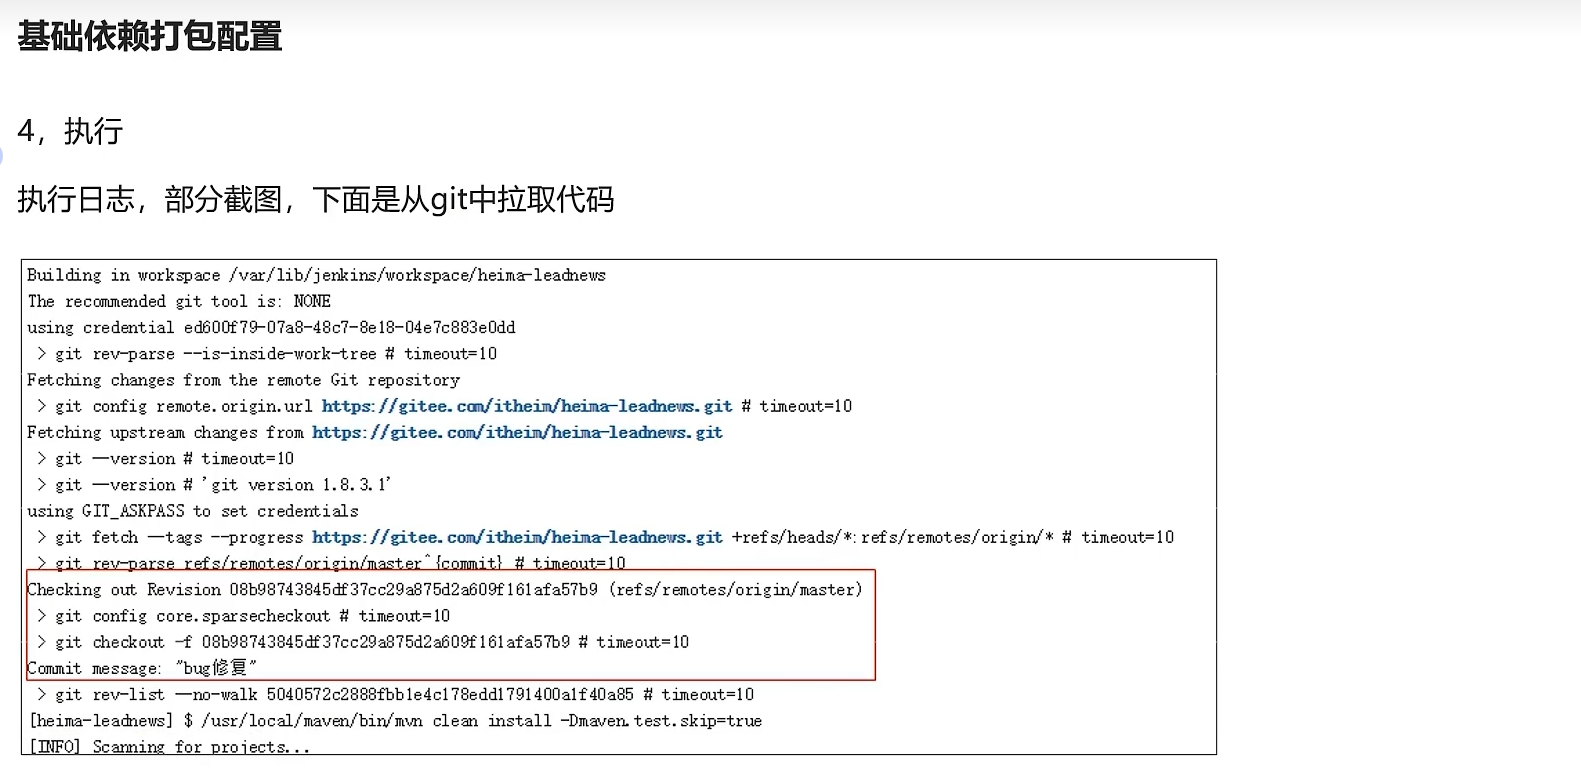 基础依赖打包配置
4，执行
执行日志，部分截图，下面是从git中拉取代码
Building in workspace /var/lib/jenkins/workspace/heima-leadnews
The recommended git tool is: NONE
using credential ed600f79-07a8-48c7-8e18-04e7c883e0dd
> git rev-parse --is-inside-work-tree # timeout=10
Fetching changes from the remote Git repository
> git config remote.origin.url https://gitee.com/itheim/heima-leadnews.git # timeout=10
Fetching upstream changes from https://gitee.com/itheim/heima-leadnews.git
> git --version # timeout=10
> git --version # 'git version 1.8.3.1'
using GIT_ASKPASS to set credentials
> git fetch --tags --progress https://gitee.com/itheim/heima-leadnews.git +refs/heads/*:refs/remotes/origin/* # timeout=10
> git rev-parse refs/remotes/origin/master^{commit} # timeout=10
Checking out Revision 08b98743845df37cc29a875d2a609f161afa57b9 (refs/remotes/origin/master)
> git config core.sparsecheckout # timeout=10
> git checkout -f 08b98743845df37cc29a875d2a609f161afa57b9 # timeout=10
Commit message: "bug修复"
> git rev-list --no-walk 5040572c2888fbb1e4c178edd1791400a1f40a85 # timeout=10
[heima-leadnews] $ /usr/local/maven/bin/mvn clean install -Dmaven.test.skip=true
[INFO] Scanning for projects...